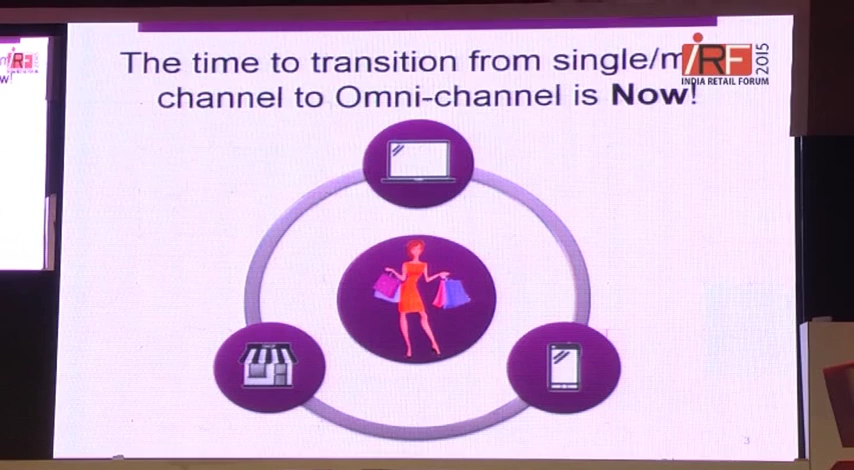 The time to transition from single/m
channel to Omni-channel is Now!
iRF
INDIA RETAIL FORUM
2015
3